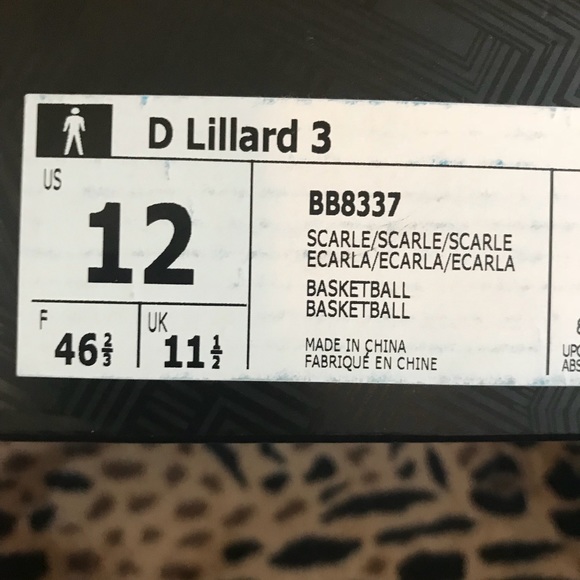 D Lillard 3
US
12
F
46⅔
UK
11½
BB8337
SCARLE/SCARLE/SCARLE
ECARLA/ECARLA/ECARLA
BASKETBALL
BASKETBALL
MADE IN CHINA
FABRIQUÉ EN CHINE